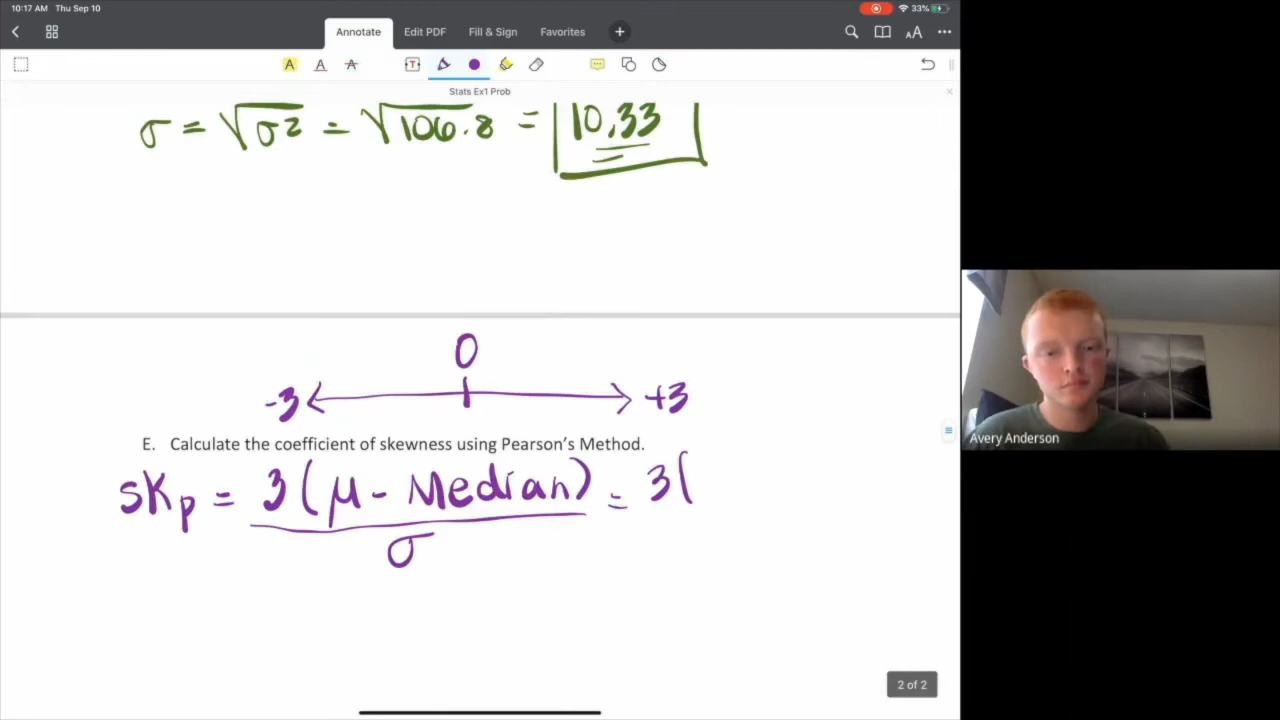 10:17 AM Thu Sep 10
33%
Annotate Edit PDF Fill & Sign Favorites
AA
A A A T
Stats Ex1 Prob
σ = √σ2 = √106.8 = 10.33
0
-3 +3
E. Calculate the coefficient of skewness using Pearson's Method.
skp = 3(μ - Median) = 3(
σ
Avery Anderson
2 of 2